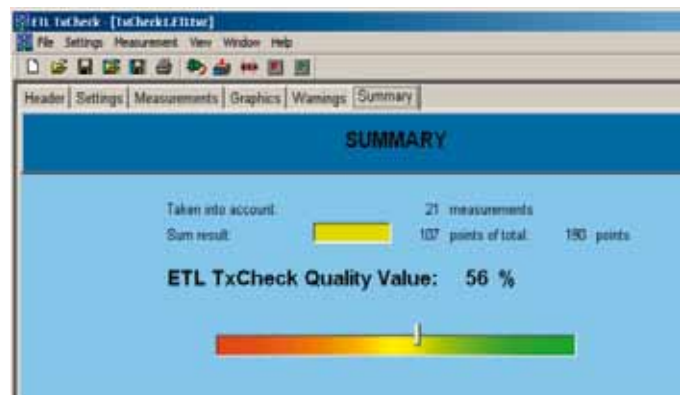 ETL TxCheck - [TxCheck1.ETLtxc]
File Settings Measurement View Window Help
Header Settings Measurements Graphics Warnings Summary
SUMMARY
Taken into account: 21 measurements
Sum result: 107 points of total: 190 points
ETL TxCheck Quality Value: 56 %